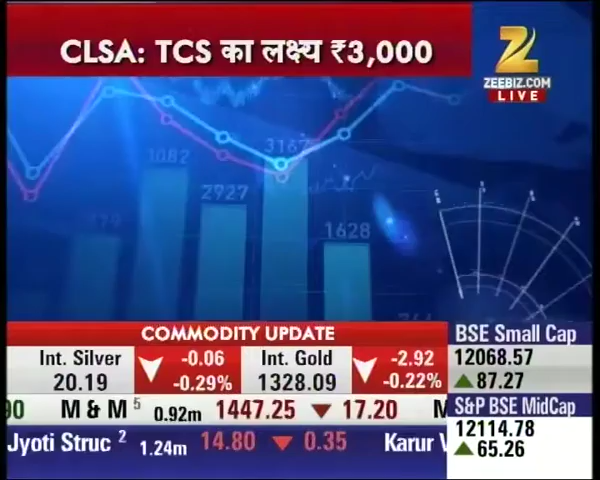 CLSA: TCS का लक्ष्य ₹3,000
ZEEBIZ.COM
LIVE
3167
1082
2927
1628
COMMODITY UPDATE
Int. Silver
20.19
-0.06
-0.29%
Int. Gold
1328.09
-2.92
-0.22%
BSE Small Cap
12068.57
87.27
S&P BSE MidCap
12114.78
65.26
90 M & M 5 0.92m 1447.25 17.20 M
Jyoti Struc 2 1.24m 14.80 0.35 Karur V